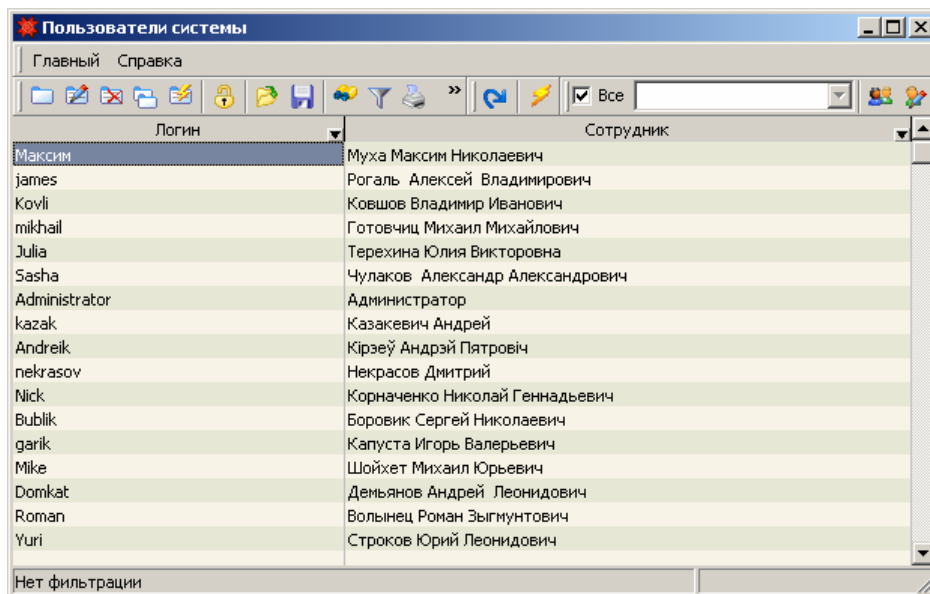 Пользователи системы
Главный Справка
» Все
Логин Сотрудник
Максим Муха Максим Николаевич
james Рогаль Алексей Владимирович
Kovli Ковшов Владимир Иванович
mikhail Готовчиц Михаил Михайлович
Julia Терехина Юлия Викторовна
Sasha Чулаков Александр Александрович
Administrator Администратор
kazak Казакевич Андрей
Andreik Кірэеў Андрэй Пятровіч
nekrasov Некрасов Дмитрий
Nick Корначенко Николай Геннадьевич
Bublik Боровик Сергей Николаевич
garik Капуста Игорь Валерьевич
Mike Шойхет Михаил Юрьевич
Domkat Демьянов Андрей Леонидович
Roman Волынец Роман Зыгмунтович
Yuri Строков Юрий Леонидович
Нет фильтрации